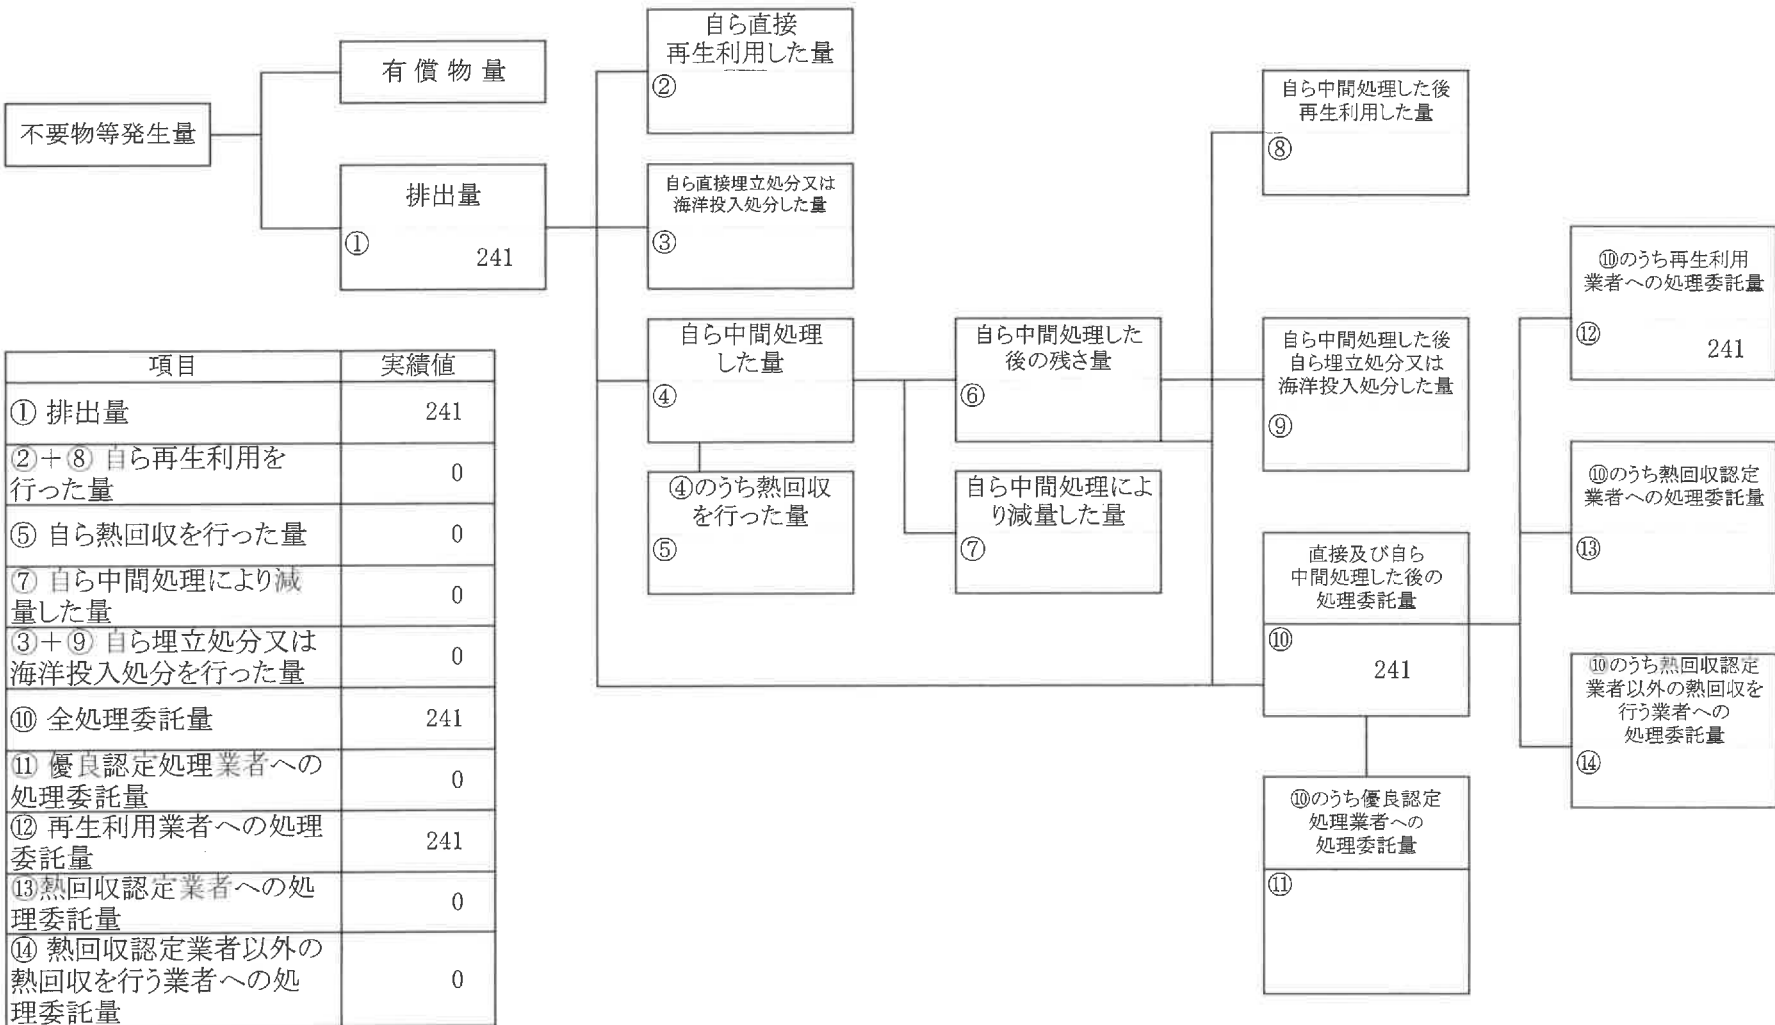 不要物等発生量
有償物量
排出量
①
241
自ら直接
再生利用した量
②
自ら直接埋立処分又は
海洋投入処分した量
③
自ら中間処理
した量
④
④のうち熱回収
を行った量
⑤
自ら中間処理した
後の残さ量
⑥
自ら中間処理によ
り減量した量
⑦
自ら中間処理した後
再生利用した量
⑧
自ら中間処理した後
自ら埋立処分又は
海洋投入処分した量
⑨
直接及び自ら
中間処理した後の
処理委託量
⑩
241
⑩のうち優良認定
処理業者への
処理委託量
⑪
⑩のうち再生利用
業者への処理委託量
⑫
241
⑩のうち熱回収認定
業者への処理委託量
⑬
⑩のうち熱回収認定
業者以外の熱回収を
行う業者への
処理委託量
⑭
項目 実績値
① 排出量 241
②＋⑧ 自ら再生利用を
行った量 0
⑤ 自ら熱回収を行った量 0
⑦ 自ら中間処理により減
量した量 0
③＋⑨ 自ら埋立処分又は
海洋投入処分を行った量 0
⑩ 全処理委託量 241
⑪ 優良認定処理業者への
処理委託量 0
⑫ 再生利用業者への処理
委託量 241
⑬熱回収認定業者への処
理委託量 0
⑭ 熱回収認定業者以外の
熱回収を行う業者への処
理委託量 0